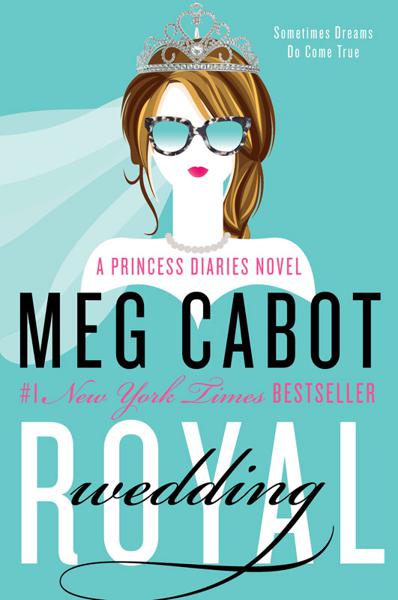 Sometimes Dreams
Do Come True
A PRINCESS DIARIES NOVEL
MEG CABOT
#1 New York Times BESTSELLER
ROYAL
wedding